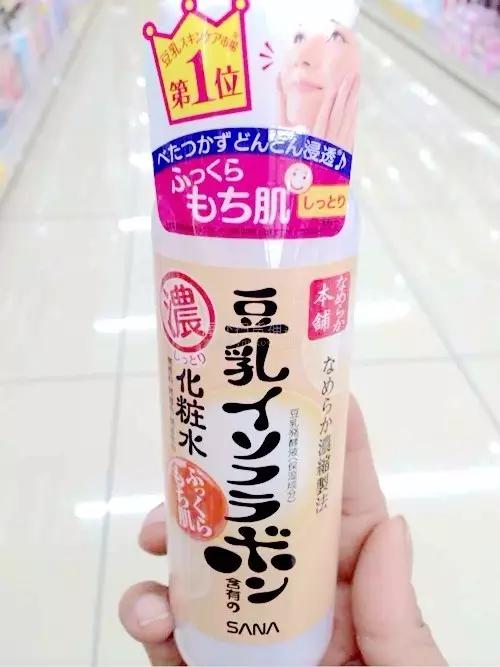 豆乳スキンケア市場
第1位
べたつかず どんどん浸透♪
ふっくら
もち肌
しっとり
なめらか
本舗
なめらか濃縮製法
濃
しっとり
化粧水
豆乳イソフラボン
含有の
豆乳発酵液(保湿成分)
ふっくら
もち肌
SANA